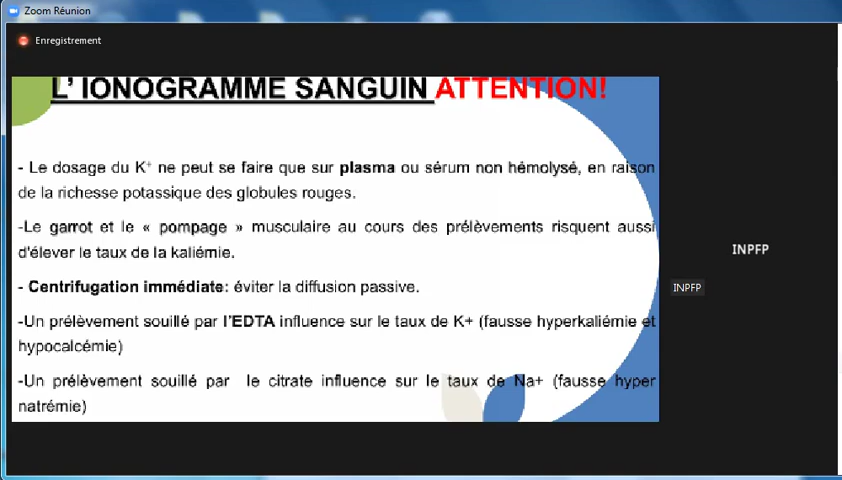 Zoom Réunion
Enregistrement
L' IONOGRAMME SANGUIN ATTENTION!
- Le dosage du K⁺ ne peut se faire que sur plasma ou sérum non hémolysé, en raison
de la richesse potassique des globules rouges.
-Le garrot et le « pompage » musculaire au cours des prélèvements risquent aussi
d'élever le taux de la kaliémie.
- Centrifugation immédiate: éviter la diffusion passive.
-Un prélèvement souillé par l'EDTA influence sur le taux de K+ (fausse hyperkaliémie et
hypocalcémie)
-Un prélèvement souillé par le citrate influence sur le taux de Na+ (fausse hyper
natrémie)
INPFP
INPFP